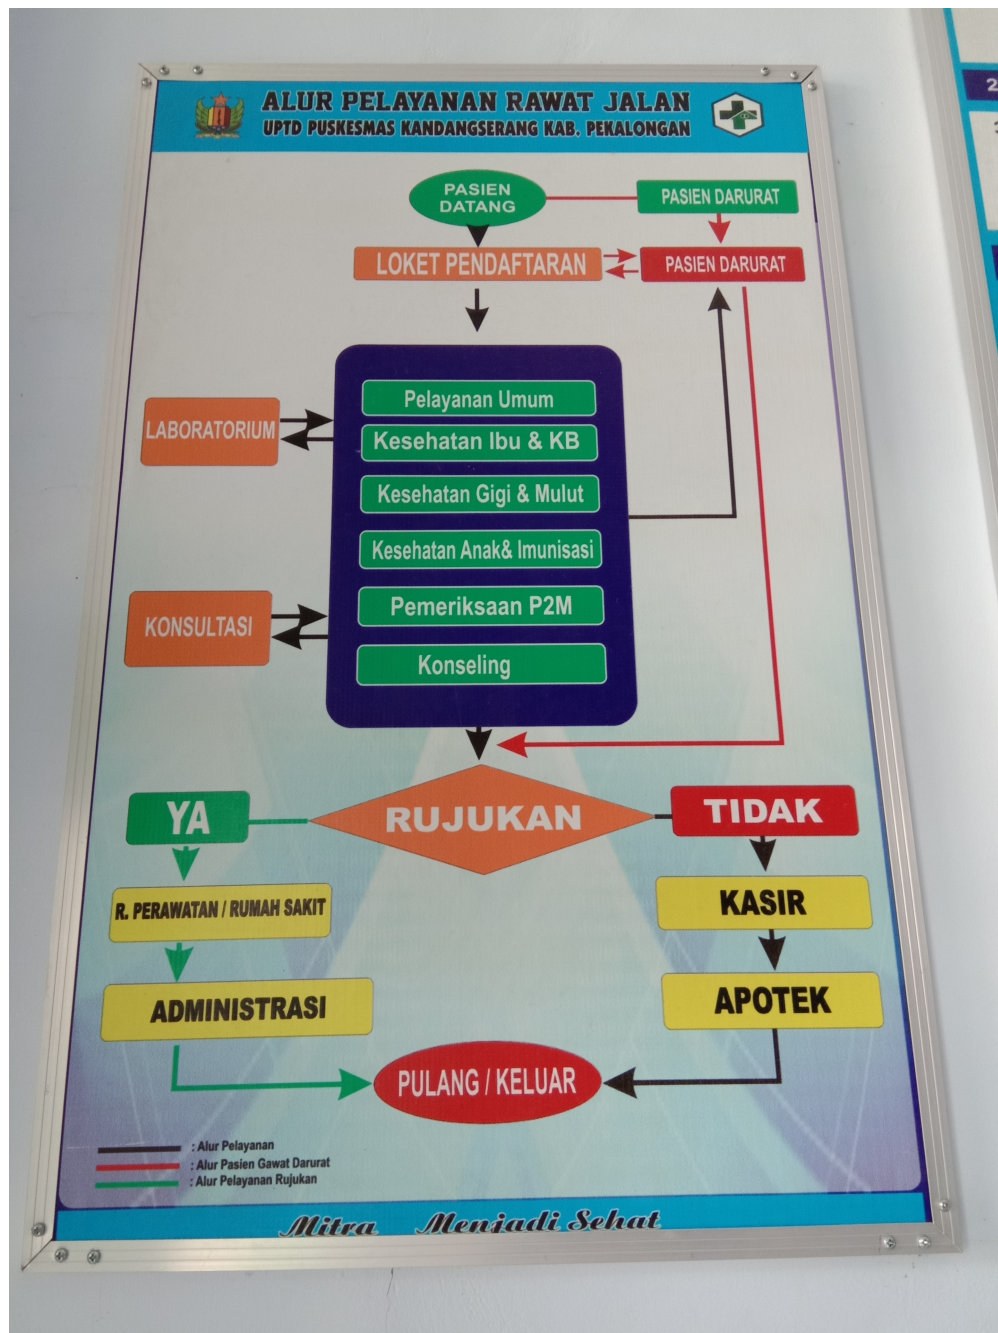 ALUR PELAYANAN RAWAT JALAN
UPTD PUSKESMAS KANDANGSERANG KAB. PEKALONGAN
PASIEN
DATANG
PASIEN DARURAT
LOKET PENDAFTARAN
PASIEN DARURAT
Pelayanan Umum
LABORATORIUM
Kesehatan Ibu & KB
Kesehatan Gigi & Mulut
Kesehatan Anak& Imunisasi
Pemeriksaan P2M
KONSULTASI
Konseling
RUJUKAN
YA
TIDAK
R. PERAWATAN / RUMAH SAKIT
KASIR
ADMINISTRASI
APOTEK
PULANG / KELUAR
: Alur Pelayanan
: Alur Pasien Gawat Darurat
: Alur Pelayanan Rujukan
Mitra Menjadi Sehat